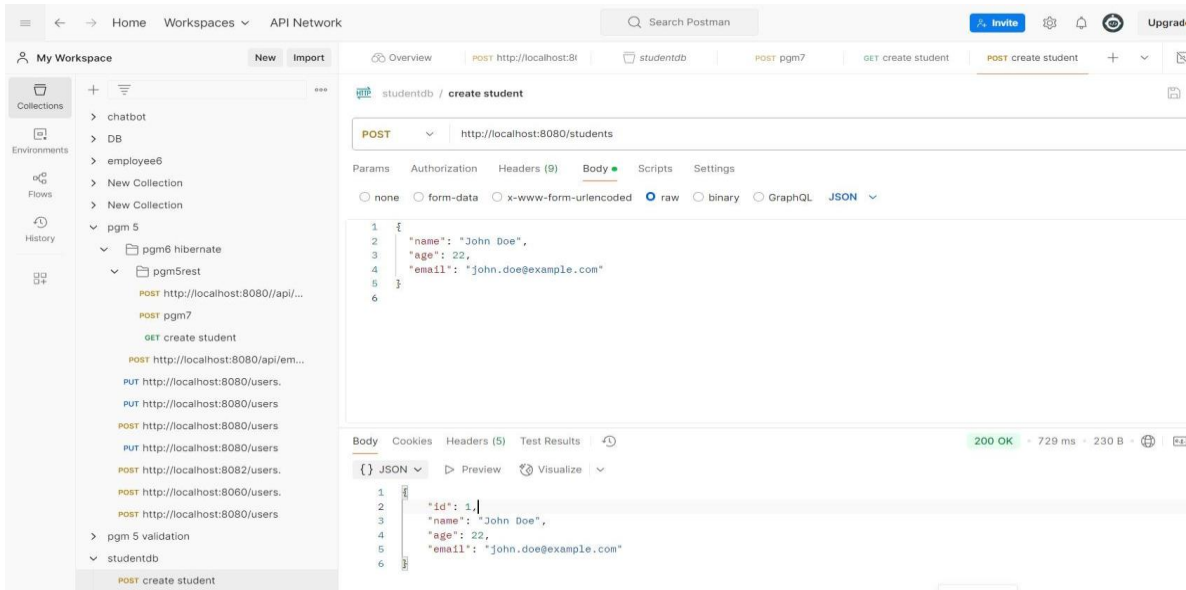 Home Workspaces API Network Search Postman Invite Upgrad
My Workspace New Import Overview POST http://localhost:8( studentdb POST pgm7 GET create student POST create student
Collections
Environments
Flows
History
chatbot
DB
employee6
New Collection
New Collection
pgm 5
pgm6 hibernate
pgm5rest
POST http://localhost:8080//api/...
POST pgm7
GET create student
POST http://localhost:8080/api/em...
PUT http://localhost:8080/users.
PUT http://localhost:8080/users
POST http://localhost:8080/users
PUT http://localhost:8080/users
POST http://localhost:8082/users.
POST http://localhost:8060/users.
POST http://localhost:8080/users
pgm 5 validation
studentdb
POST create student
HTTP studentdb / create student
POST http://localhost:8080/students
Params Authorization Headers (9) Body Scripts Settings
none form-data x-www-form-urlencoded raw binary GraphQL JSON
1 {
2 "name": "John Doe",
3 "age": 22,
4 "email": "john.doe@example.com"
5 }
6
Body Cookies Headers (5) Test Results 200 OK 729 ms 230 B
{} JSON Preview Visualize
1 {
2 "id": 1,
3 "name": "John Doe",
4 "age": 22,
5 "email": "john.doe@example.com"
6 }